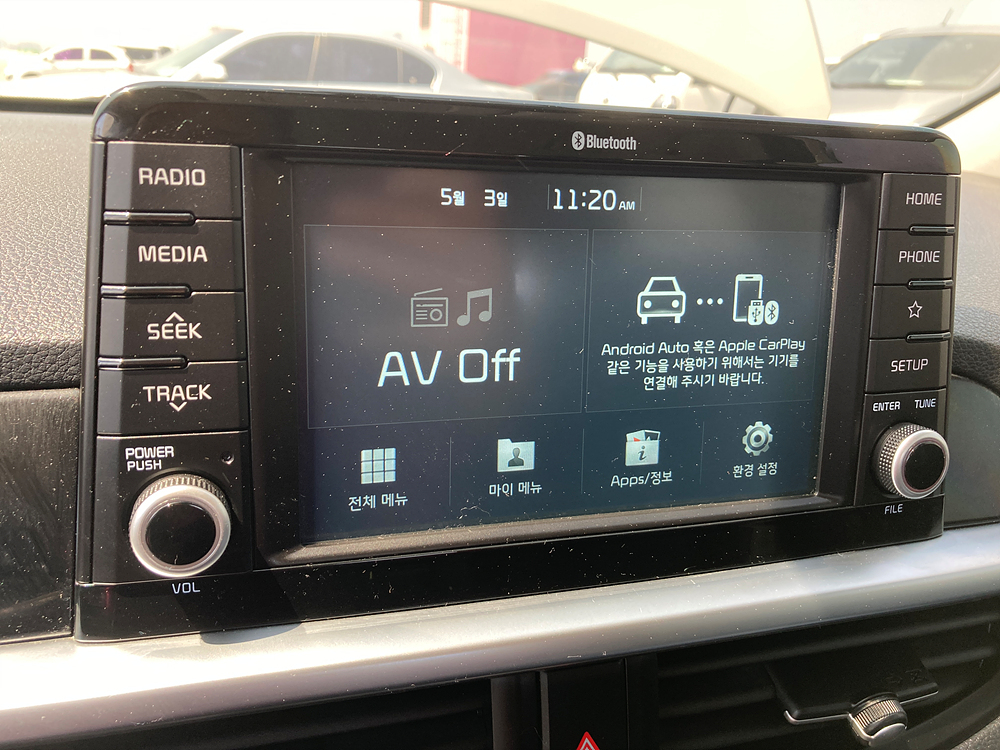 Bluetooth
RADIO
MEDIA
SEEK
TRACK
POWER
PUSH
VOL
5월 3일 11:20 AM
AV Off
Android Auto 혹은 Apple CarPlay
같은 기능을 사용하기 위해서는 기기를
연결해 주시기 바랍니다.
전체 메뉴
마이 메뉴
Apps/정보
환경 설정
HOME
PHONE
SETUP
ENTER TUNE
FILE